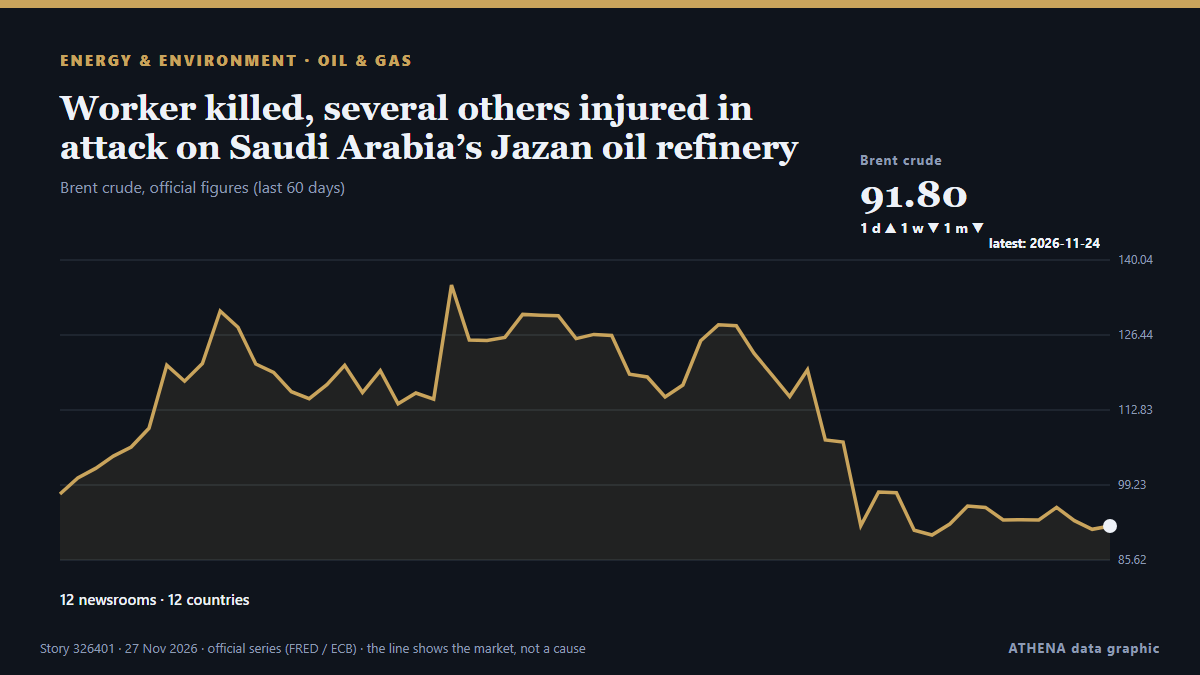 ENERGY & ENVIRONMENT · OIL & GAS
Worker killed, several others injured in
attack on Saudi Arabia’s Jazan oil refinery
Brent crude, official figures (last 60 days)
Brent crude
91.80
1 d ▲ 1 w ▼ 1 m ▼
latest: 2026-11-24
140.04
126.44
112.83
99.23
85.62
12 newsrooms · 12 countries
Story 326401 · 27 Nov 2026 · official series (FRED / ECB) · the line shows the market, not a cause
ATHENA data graphic